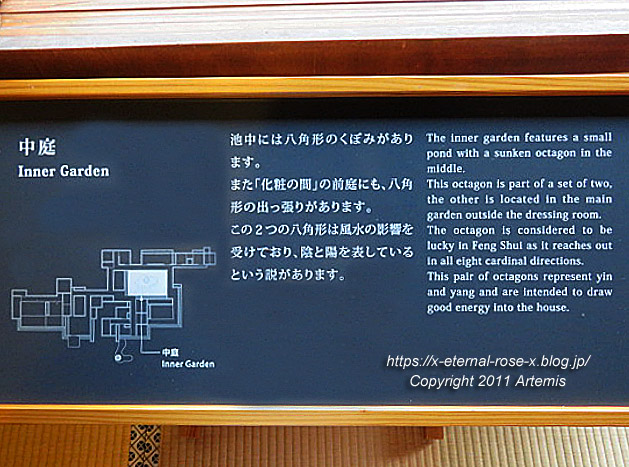 中庭
Inner Garden
池中には八角形のくぼみがあり
ます。
また「化粧の間」の前庭にも、八角
形の出っ張りがあります。
この2つの八角形は風水の影響を
受けており、陰と陽を表している
という説があります。
The inner garden features a small
pond with a sunken octagon in the
middle.
This octagon is part of a set of two,
the other is located in the main
garden outside the dressing room.
The octagon is considered to be
lucky in Feng Shui as it reaches out
in all eight cardinal directions.
This pair of octagons represent yin
and yang and are intended to draw
good energy into the house.
中庭
Inner Garden
https://x-eternal-rose-x.blog.jp/
Copyright 2011 Artemis